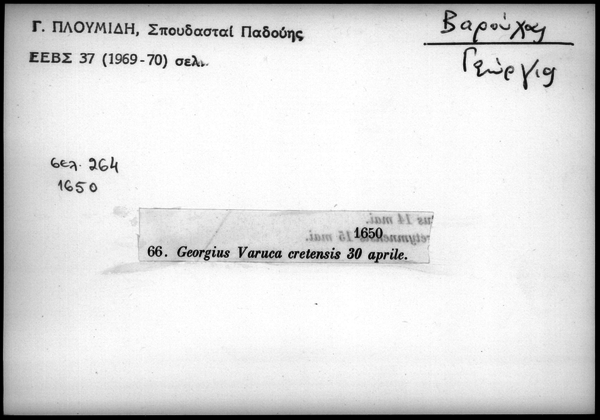 Γ. ΠΛΟΥΜΙΔΗ, Σπουδασταί Παδούης
ΕΕΒΣ 37 (1969-70) σελ.
Βαρούχας
Γεώργιος
σελ. 264
1650
1650
66. Georgius Varuca cretensis 30 aprile.